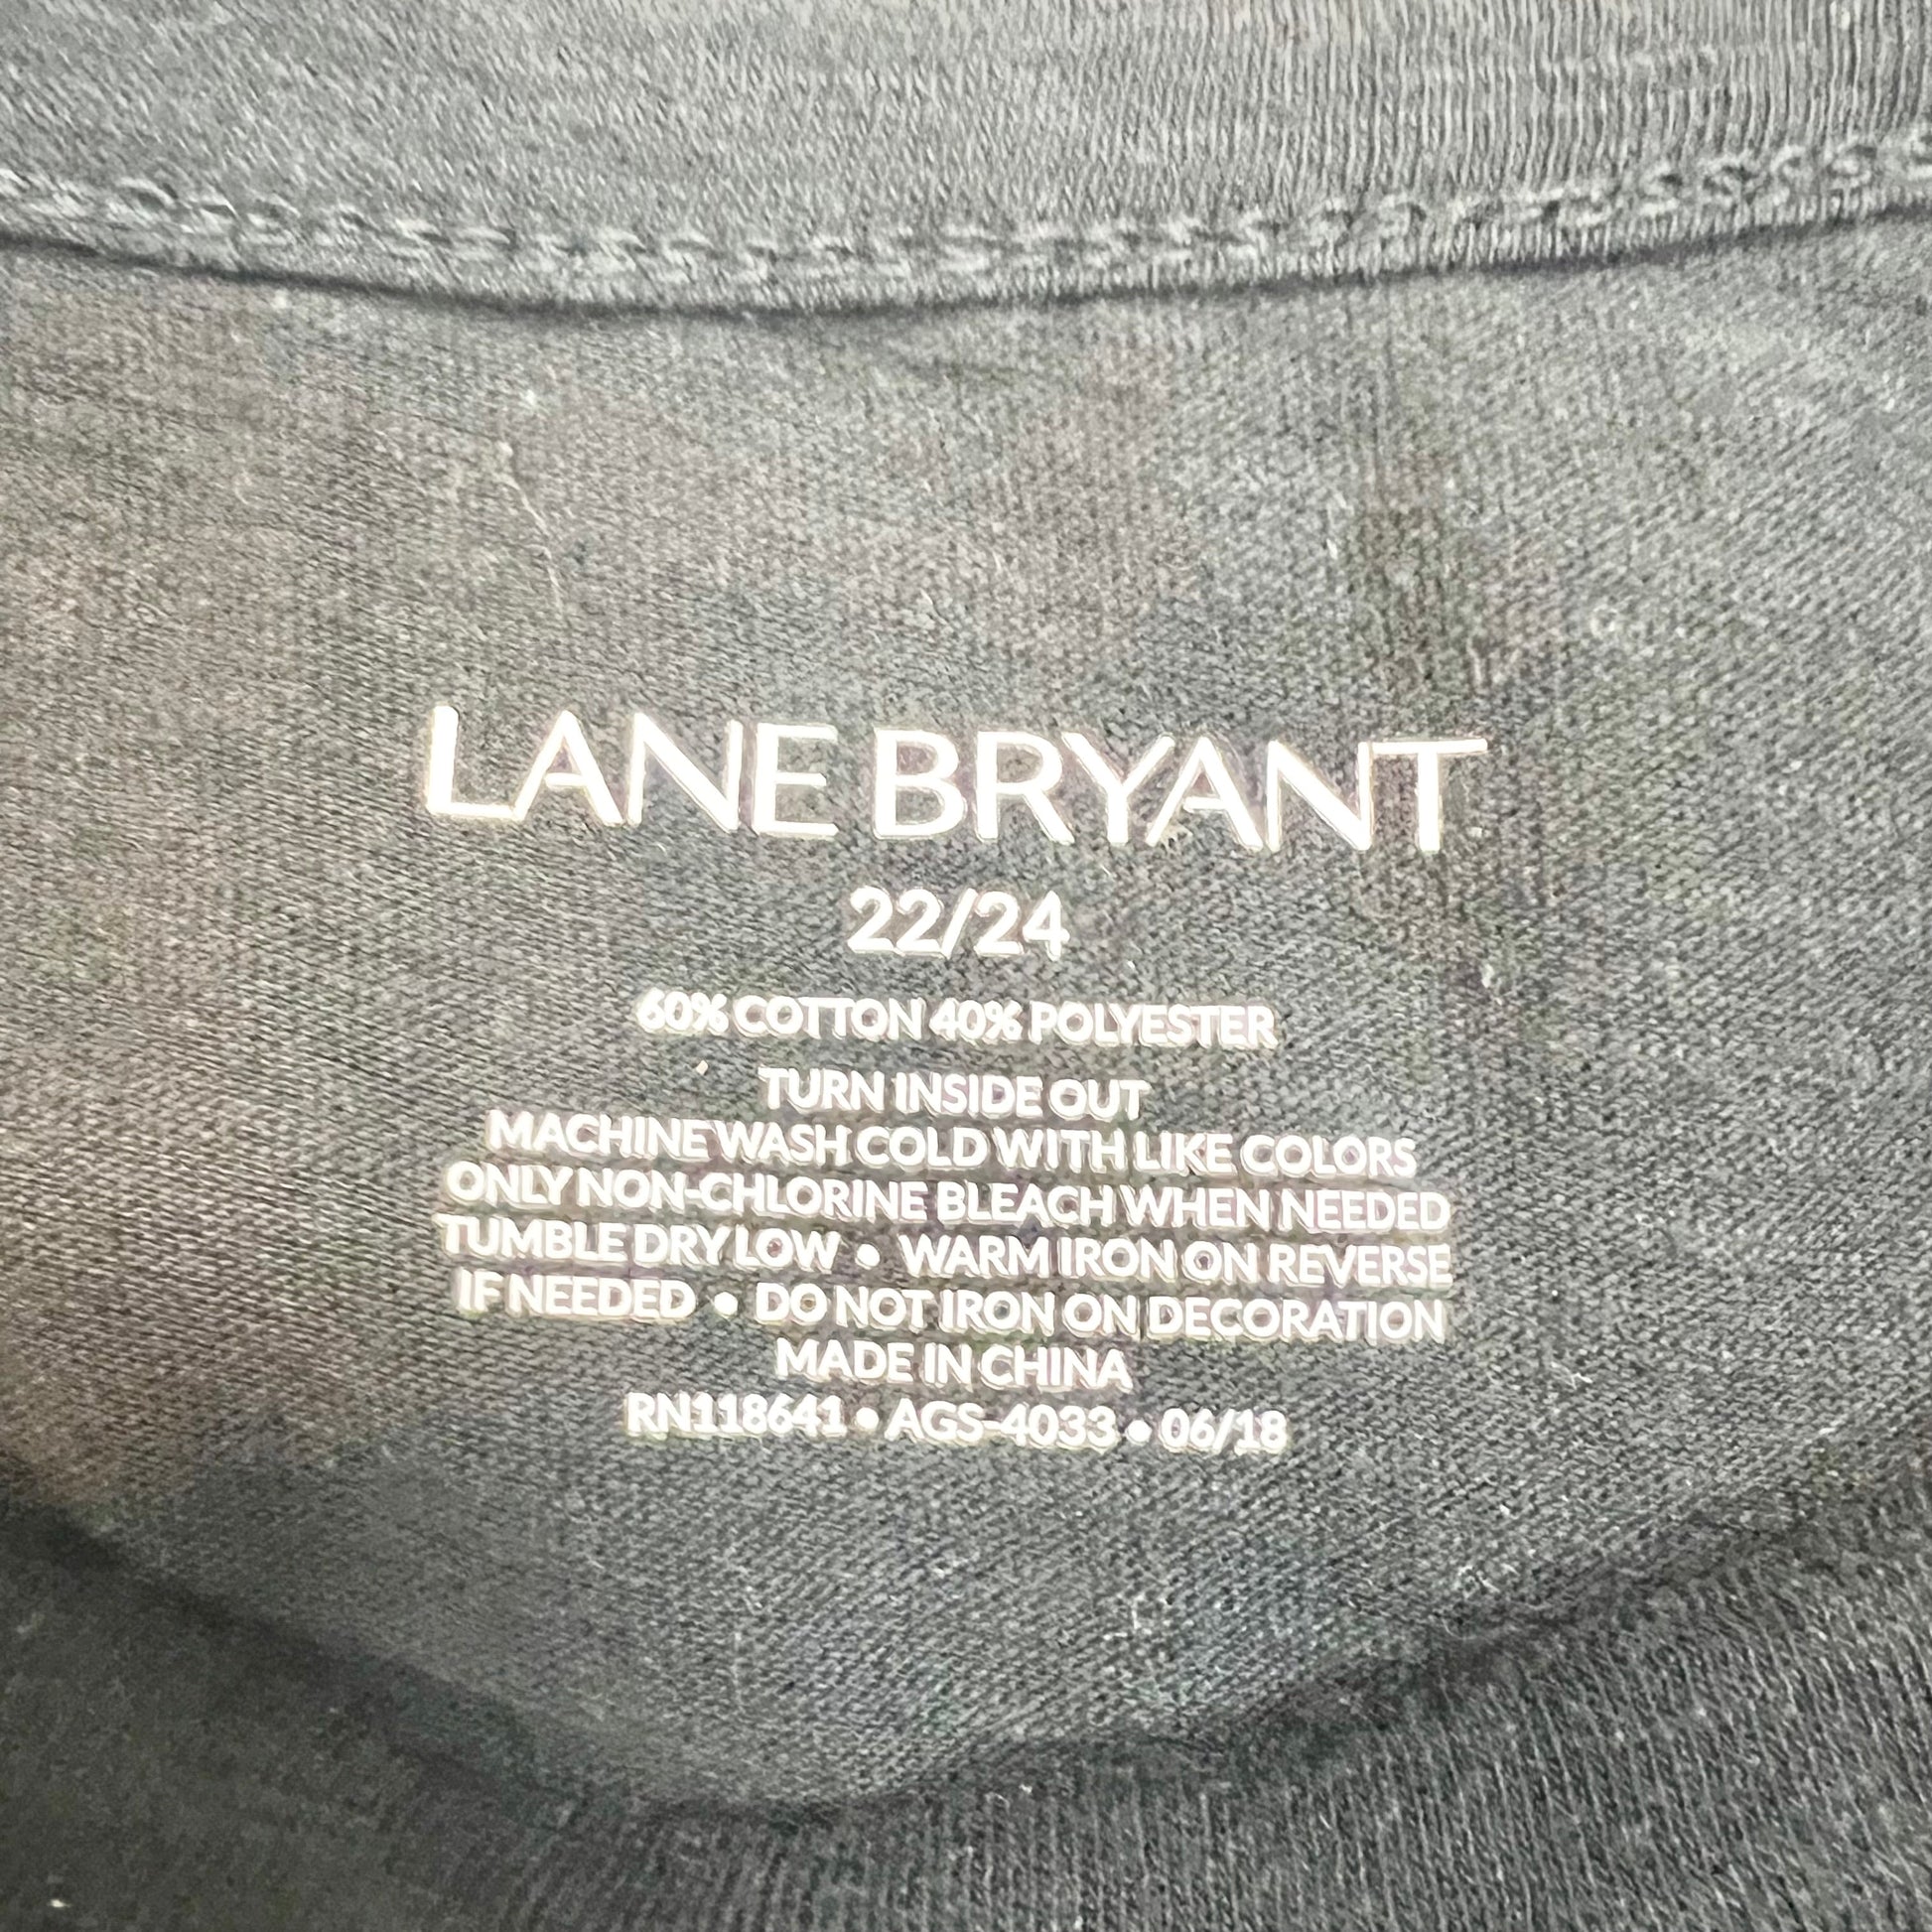 LANE BRYANT
22/24
60% COTTON 40% POLYESTER
TURN INSIDE OUT
MACHINE WASH COLD WITH LIKE COLORS
ONLY NON-CHLORINE BLEACH WHEN NEEDED
TUMBLE DRY LOW • WARM IRON ON REVERSE
IF NEEDED • DO NOT IRON ON DECORATION
MADE IN CHINA
RN118641 • AGS-4033 • 06/18